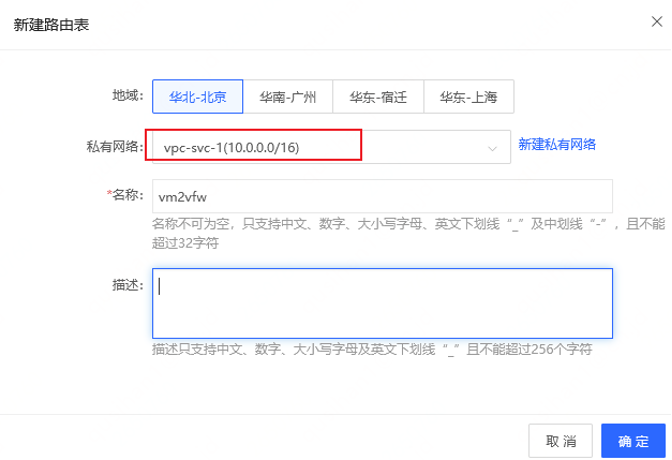 新建路由表
地域： 华北-北京 华南-广州 华东-宿迁 华东-上海
私有网络： vpc-svc-1(10.0.0.0/16) 新建私有网络
*名称： vm2vfw
名称不可为空，只支持中文、数字、大小写字母、英文下划线“_”及中划线“-”，且不能
超过32字符
描述：
描述只支持中文、数字、大小写字母及英文下划线“_”且不能超过256个字符
取 消 确 定